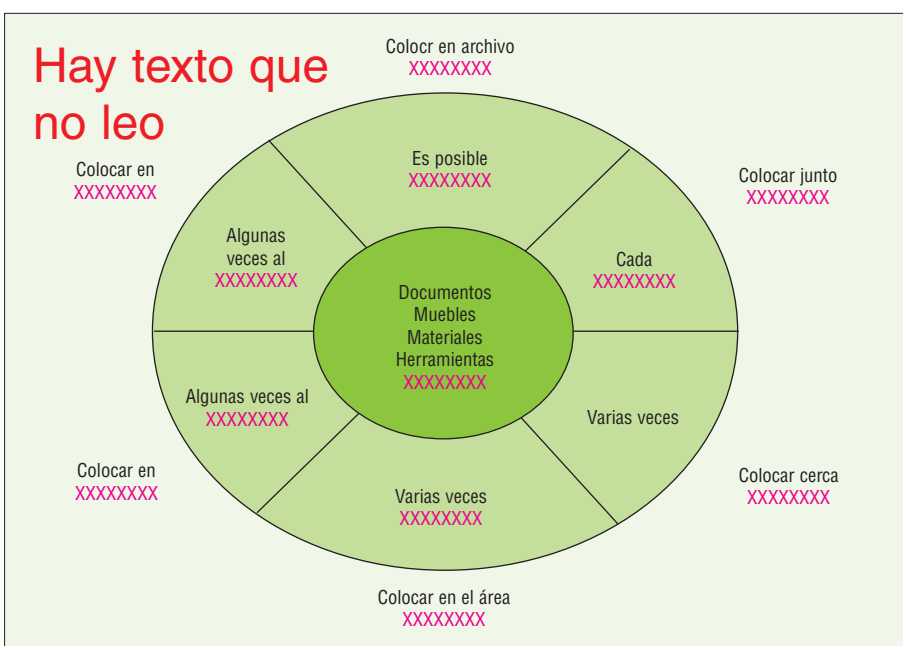 Hay texto que
no leo
Colocr en archivo
XXXXXXXX
Colocar en
XXXXXXXX
Es posible
XXXXXXXX
Colocar junto
XXXXXXXX
Algunas
veces al
XXXXXXXX
Cada
XXXXXXXX
Documentos
Muebles
Materiales
Herramientas
XXXXXXXX
Algunas veces al
XXXXXXXX
Varias veces
Colocar en
XXXXXXXX
Varias veces
XXXXXXXX
Colocar cerca
XXXXXXXX
Colocar en el área
XXXXXXXX